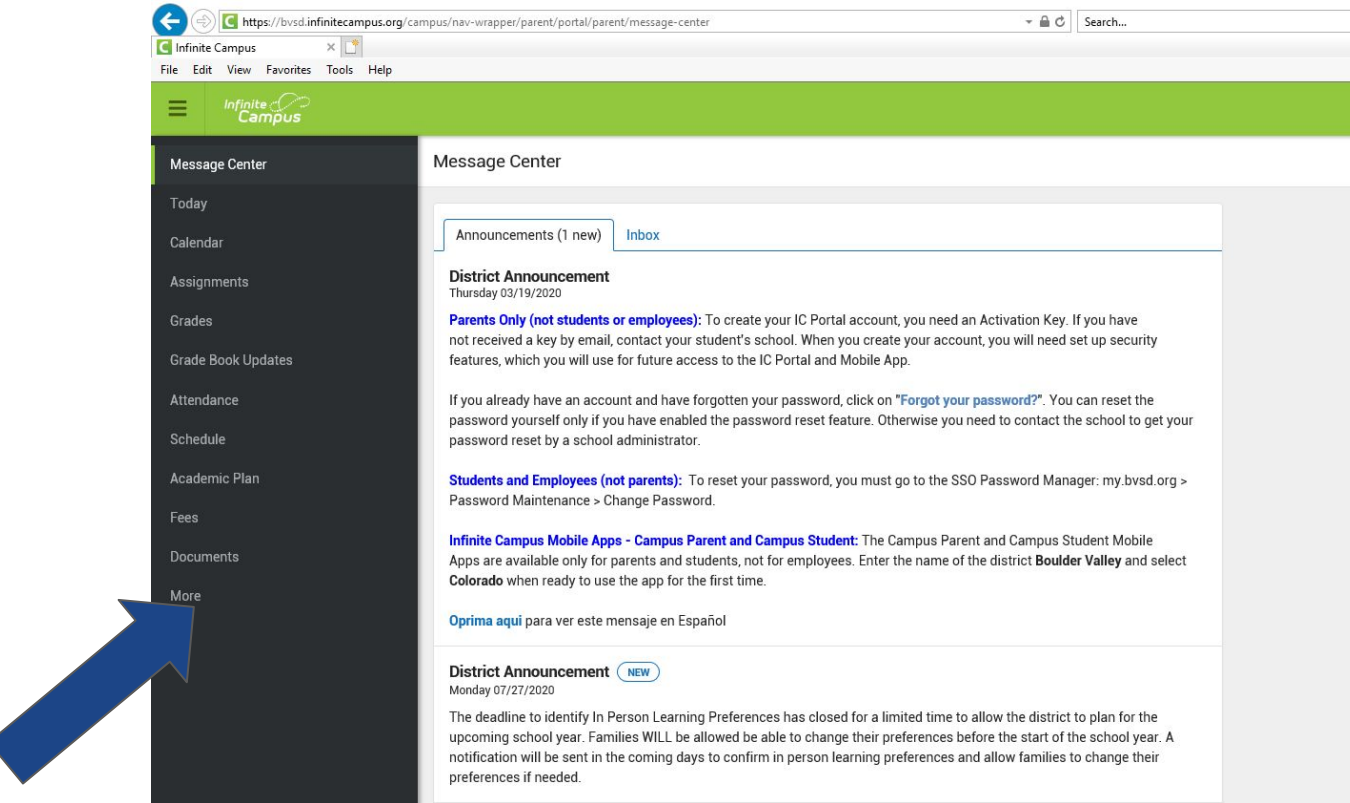 https://bvsd.infinitecampus.org/campus/nav-wrapper/parent/portal/parent/message-center
Search...
Infinite Campus
File Edit View Favorites Tools Help
Infinite Campus
Message Center
Today
Calendar
Assignments
Grades
Grade Book Updates
Attendance
Schedule
Academic Plan
Fees
Documents
More
Message Center
Announcements (1 new) Inbox
District Announcement
Thursday 03/19/2020
Parents Only (not students or employees): To create your IC Portal account, you need an Activation Key. If you have
not received a key by email, contact your student's school. When you create your account, you will need set up security
features, which you will use for future access to the IC Portal and Mobile App.
If you already have an account and have forgotten your password, click on "Forgot your password?". You can reset the
password yourself only if you have enabled the password reset feature. Otherwise you need to contact the school to get your
password reset by a school administrator.
Students and Employees (not parents): To reset your password, you must go to the SSO Password Manager: my.bvsd.org >
Password Maintenance > Change Password.
Infinite Campus Mobile Apps - Campus Parent and Campus Student: The Campus Parent and Campus Student Mobile
Apps are available only for parents and students, not for employees. Enter the name of the district Boulder Valley and select
Colorado when ready to use the app for the first time.
Oprima aqui para ver este mensaje en Español
District Announcement NEW
Monday 07/27/2020
The deadline to identify In Person Learning Preferences has closed for a limited time to allow the district to plan for the
upcoming school year. Families WILL be allowed be able to change their preferences before the start of the school year. A
notification will be sent in the coming days to confirm in person learning preferences and allow families to change their
preferences if needed.